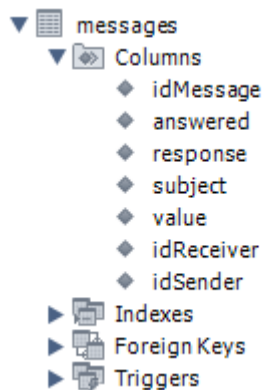 messages
Columns
idMessage
answered
response
subject
value
idReceiver
idSender
Indexes
Foreign Keys
Triggers